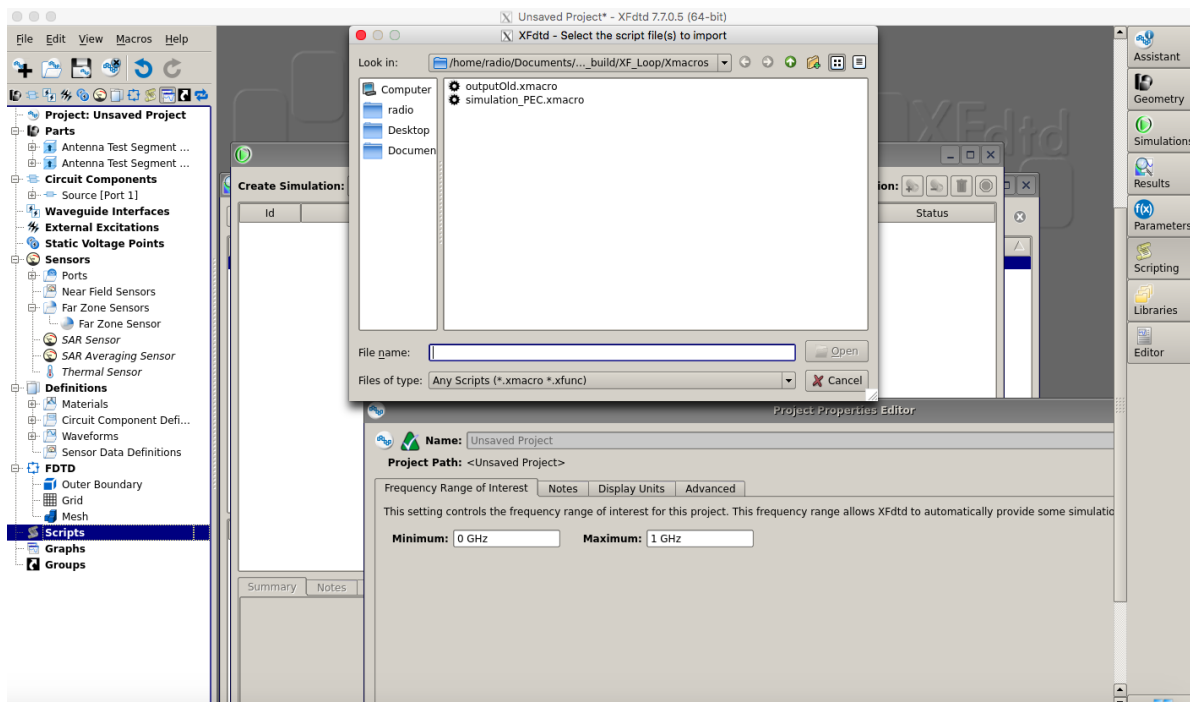 Unsaved Project* - XFdtd 7.7.0.5 (64-bit)
File Edit View Macros Help
Project: Unsaved Project
Parts
Antenna Test Segment ...
Antenna Test Segment ...
Circuit Components
Source [Port 1]
Waveguide Interfaces
External Excitations
Static Voltage Points
Sensors
Ports
Near Field Sensors
Far Zone Sensors
Far Zone Sensor
SAR Sensor
SAR Averaging Sensor
Thermal Sensor
Definitions
Materials
Circuit Component Defi...
Waveforms
Sensor Data Definitions
FDTD
Outer Boundary
Grid
Mesh
Scripts
Graphs
Groups
XFdtd - Select the script file(s) to import
Look in: /home/radio/Documents/..._build/XF_Loop/Xmacros
Computer
radio
Desktop
Documen
outputOld.xmacro
simulation_PEC.xmacro
File name: Open
Files of type: Any Scripts (*.xmacro *.xfunc) Cancel
XFdtd
Create Simulation: ion:
Id Status
Summary Notes
Project Properties Editor
Name: Unsaved Project
Project Path: <Unsaved Project>
Frequency Range of Interest Notes Display Units Advanced
This setting controls the frequency range of interest for this project. This frequency range allows XFdtd to automatically provide some simulatio
Minimum: 0 GHz Maximum: 1 GHz
Assistant
Geometry
Simulations
Results
f(x)
Parameters
Scripting
Libraries
Editor